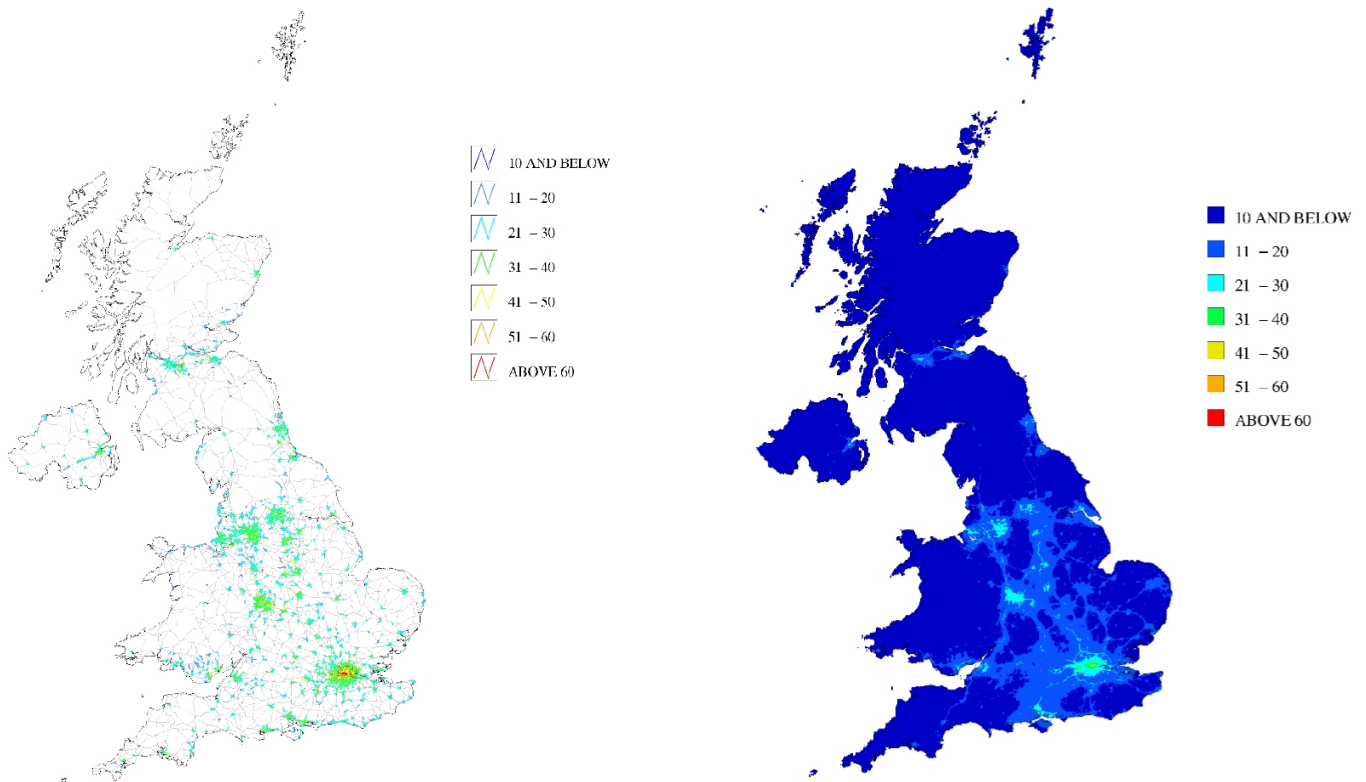 10 AND BELOW
11 – 20
21 – 30
31 – 40
41 – 50
51 – 60
ABOVE 60
10 AND BELOW
11 – 20
21 – 30
31 – 40
41 – 50
51 – 60
ABOVE 60